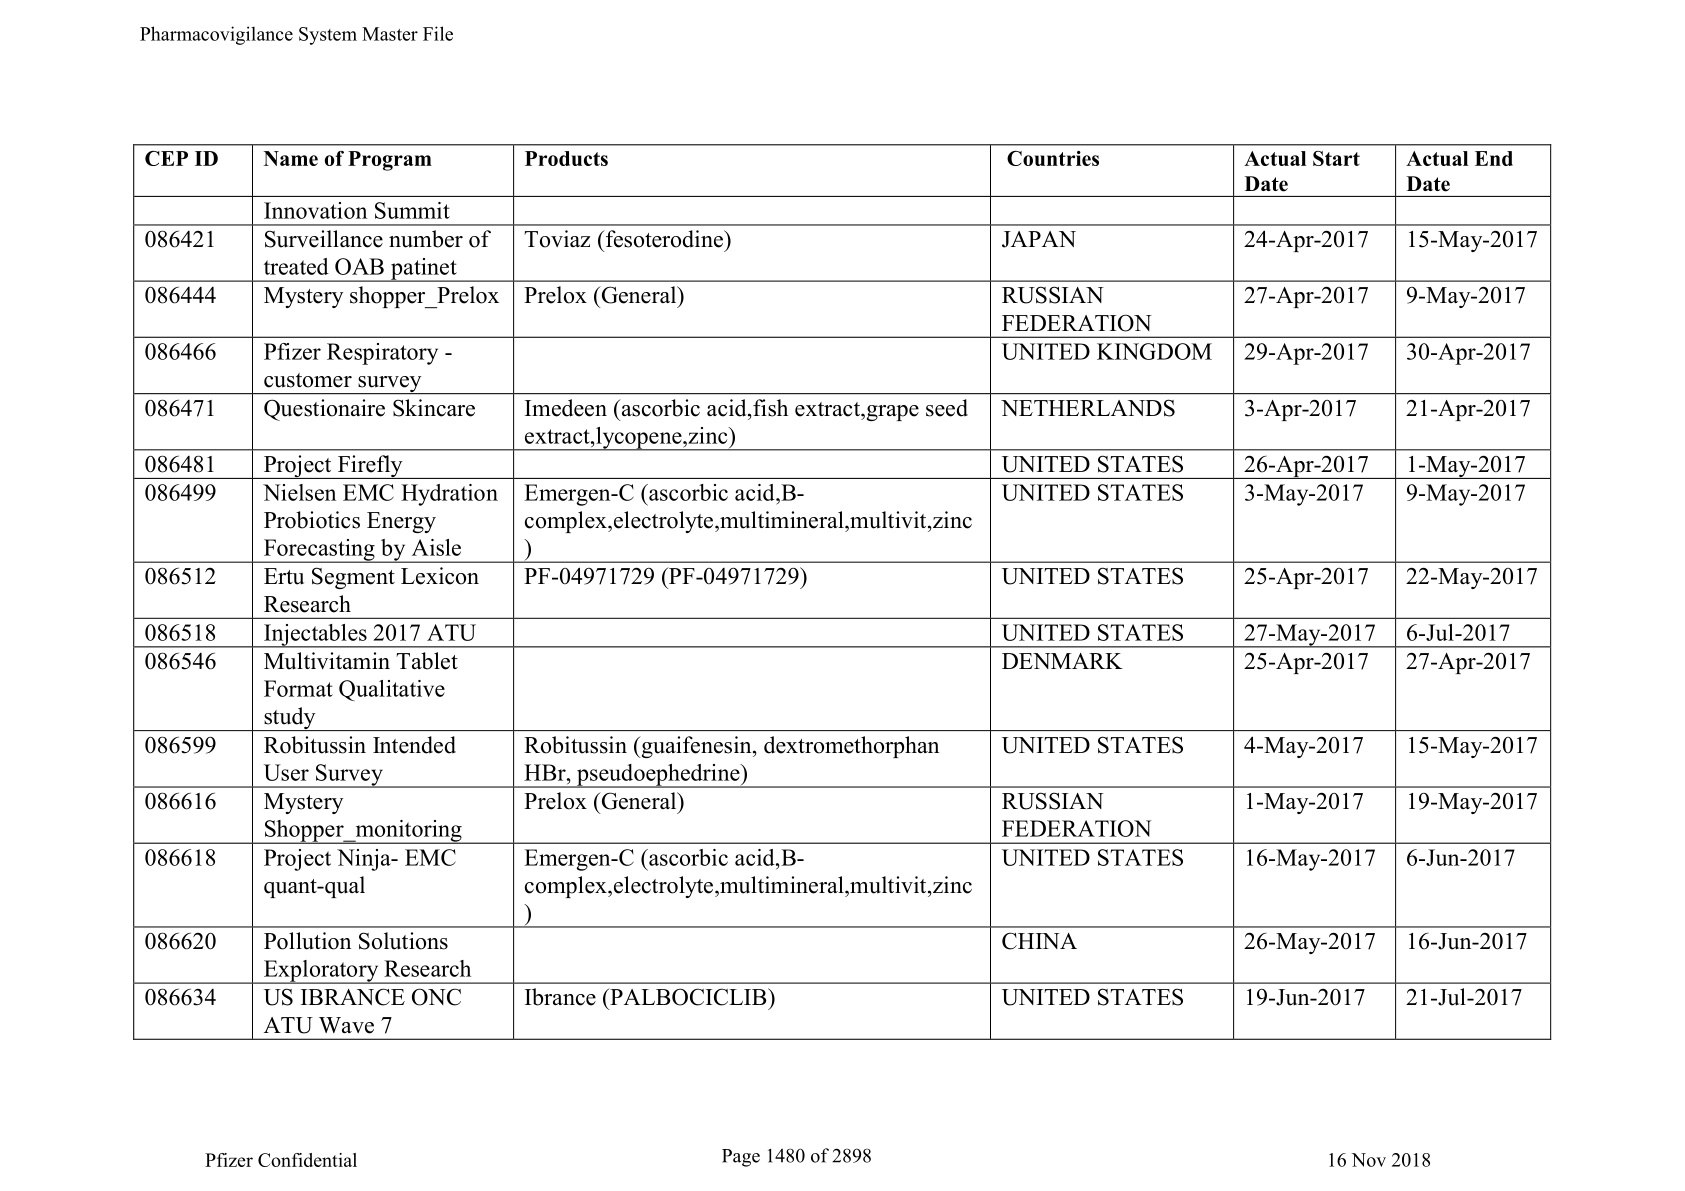 Pharmacovigilance System Master File
CEP ID Name of Program Products Countries Actual Start Date Actual End Date
Innovation Summit
086421 Surveillance number of treated OAB patinet Toviaz (fesoterodine) JAPAN 24-Apr-2017 15-May-2017
086444 Mystery shopper_Prelox Prelox (General) RUSSIAN FEDERATION 27-Apr-2017 9-May-2017
086466 Pfizer Respiratory - customer survey UNITED KINGDOM 29-Apr-2017 30-Apr-2017
086471 Questionaire Skincare Imedeen (ascorbic acid,fish extract,grape seed extract,lycopene,zinc) NETHERLANDS 3-Apr-2017 21-Apr-2017
086481 Project Firefly UNITED STATES 26-Apr-2017 1-May-2017
086499 Nielsen EMC Hydration Probiotics Energy Forecasting by Aisle Emergen-C (ascorbic acid,B-complex,electrolyte,multimineral,multivit,zinc) UNITED STATES 3-May-2017 9-May-2017
086512 Ertu Segment Lexicon Research PF-04971729 (PF-04971729) UNITED STATES 25-Apr-2017 22-May-2017
086518 Injectables 2017 ATU UNITED STATES 27-May-2017 6-Jul-2017
086546 Multivitamin Tablet Format Qualitative study DENMARK 25-Apr-2017 27-Apr-2017
086599 Robitussin Intended User Survey Robitussin (guaifenesin, dextromethorphan HBr, pseudoephedrine) UNITED STATES 4-May-2017 15-May-2017
086616 Mystery Shopper_monitoring Prelox (General) RUSSIAN FEDERATION 1-May-2017 19-May-2017
086618 Project Ninja- EMC quant-qual Emergen-C (ascorbic acid,B-complex,electrolyte,multimineral,multivit,zinc) UNITED STATES 16-May-2017 6-Jun-2017
086620 Pollution Solutions Exploratory Research CHINA 26-May-2017 16-Jun-2017
086634 US IBRANCE ONC ATU Wave 7 Ibrance (PALBOCICLIB) UNITED STATES 19-Jun-2017 21-Jul-2017
Pfizer Confidential Page 1480 of 2898 16 Nov 2018